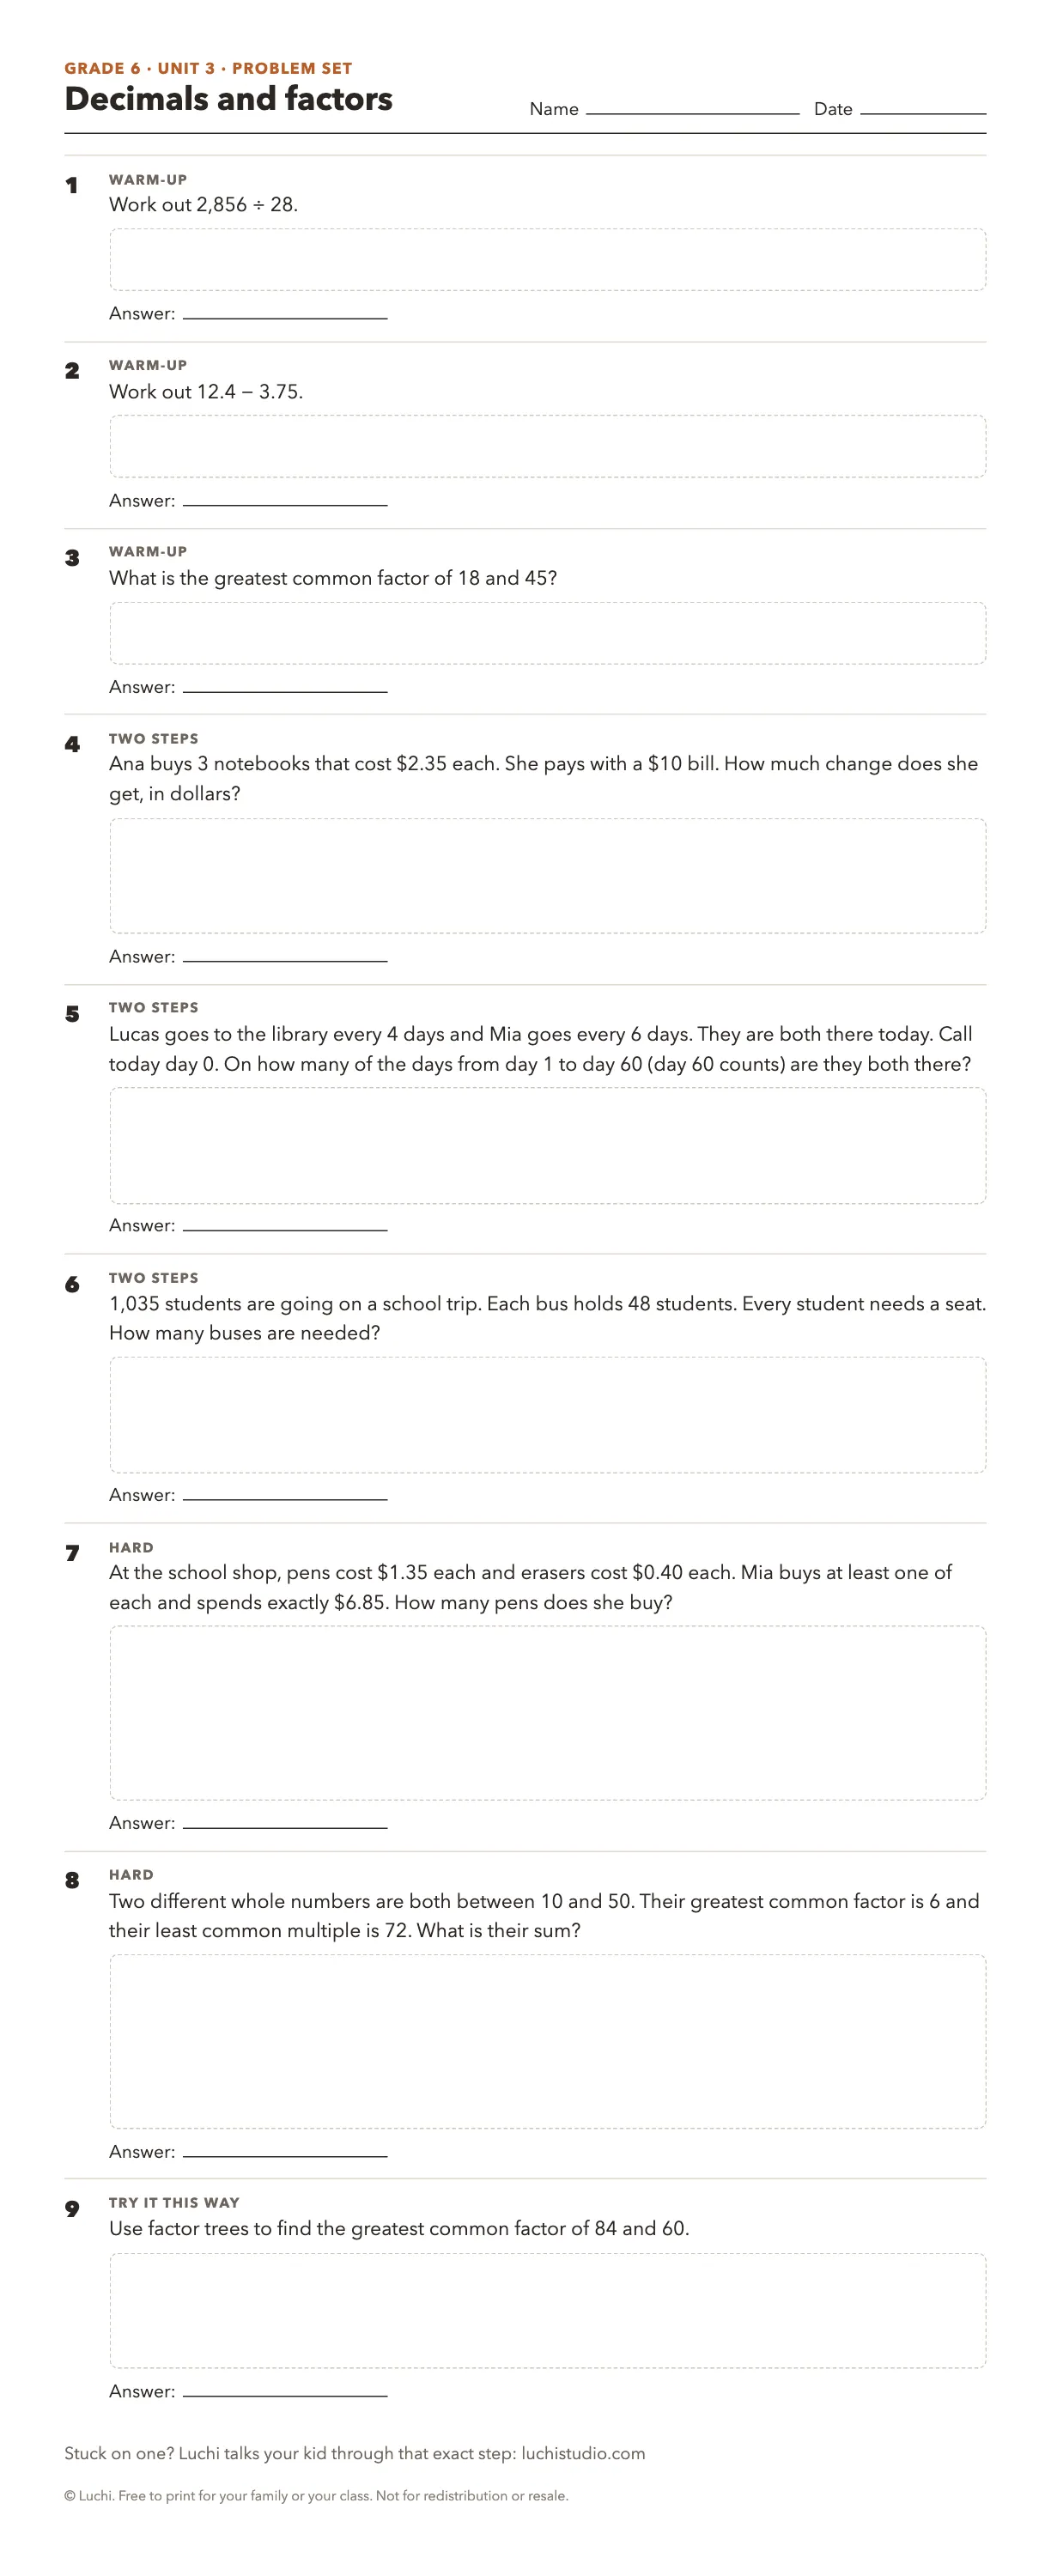 GRADE 6 · UNIT 3 · PROBLEM SET
Decimals and factors
Name Date
1 WARM-UP
Work out 2,856 ÷ 28.
Answer:
2 WARM-UP
Work out 12.4 − 3.75.
Answer:
3 WARM-UP
What is the greatest common factor of 18 and 45?
Answer:
4 TWO STEPS
Ana buys 3 notebooks that cost $2.35 each. She pays with a $10 bill. How much change does she
get, in dollars?
Answer:
5 TWO STEPS
Lucas goes to the library every 4 days and Mia goes every 6 days. They are both there today. Call
today day 0. On how many of the days from day 1 to day 60 (day 60 counts) are they both there?
Answer:
6 TWO STEPS
1,035 students are going on a school trip. Each bus holds 48 students. Every student needs a seat.
How many buses are needed?
Answer:
7 HARD
At the school shop, pens cost $1.35 each and erasers cost $0.40 each. Mia buys at least one of
each and spends exactly $6.85. How many pens does she buy?
Answer:
8 HARD
Two different whole numbers are both between 10 and 50. Their greatest common factor is 6 and
their least common multiple is 72. What is their sum?
Answer:
9 TRY IT THIS WAY
Use factor trees to find the greatest common factor of 84 and 60.
Answer:
Stuck on one? Luchi talks your kid through that exact step: luchistudio.com
© Luchi. Free to print for your family or your class. Not for redistribution or resale.